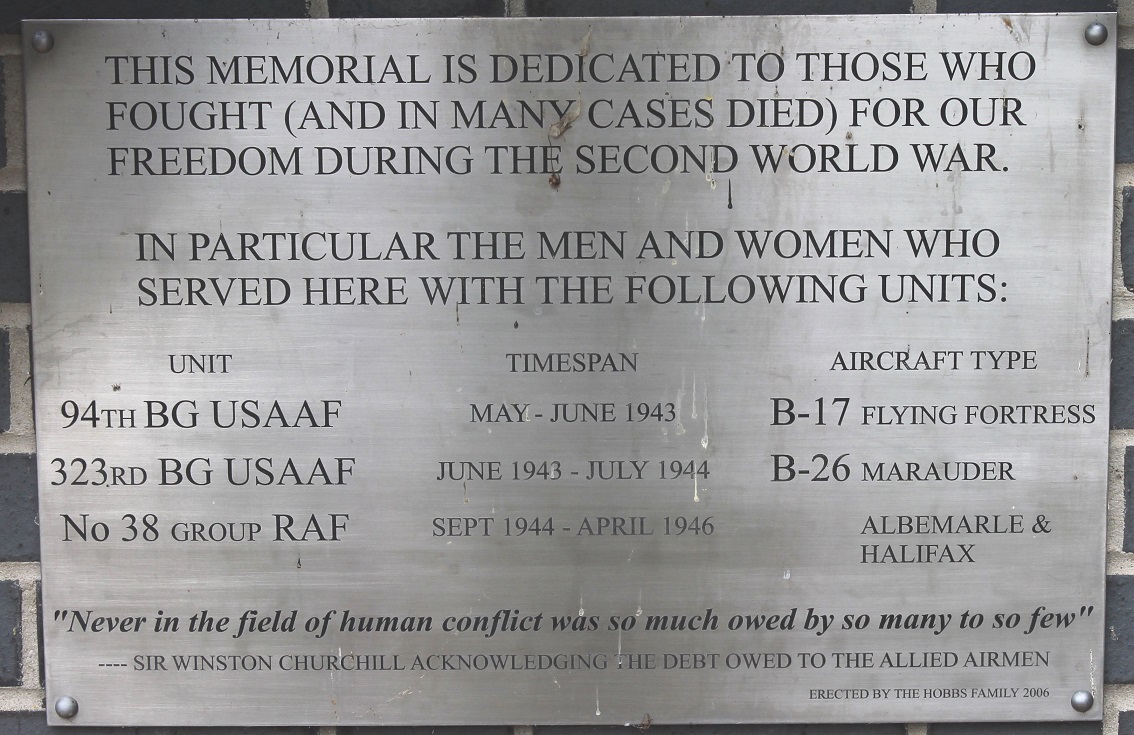 THIS MEMORIAL IS DEDICATED TO THOSE WHO
FOUGHT (AND IN MANY CASES DIED) FOR OUR
FREEDOM DURING THE SECOND WORLD WAR.
IN PARTICULAR THE MEN AND WOMEN WHO
SERVED HERE WITH THE FOLLOWING UNITS:
UNIT TIMESPAN AIRCRAFT TYPE
94TH BG USAAF MAY - JUNE 1943 B-17 FLYING FORTRESS
323RD BG USAAF JUNE 1943 - JULY 1944 B-26 MARAUDER
No 38 GROUP RAF SEPT 1944 - APRIL 1946 ALBEMARLE &
HALIFAX
"Never in the field of human conflict was so much owed by so many to so few"
---- SIR WINSTON CHURCHILL ACKNOWLEDGING THE DEBT OWED TO THE ALLIED AIRMEN
ERECTED BY THE HOBBS FAMILY 2006